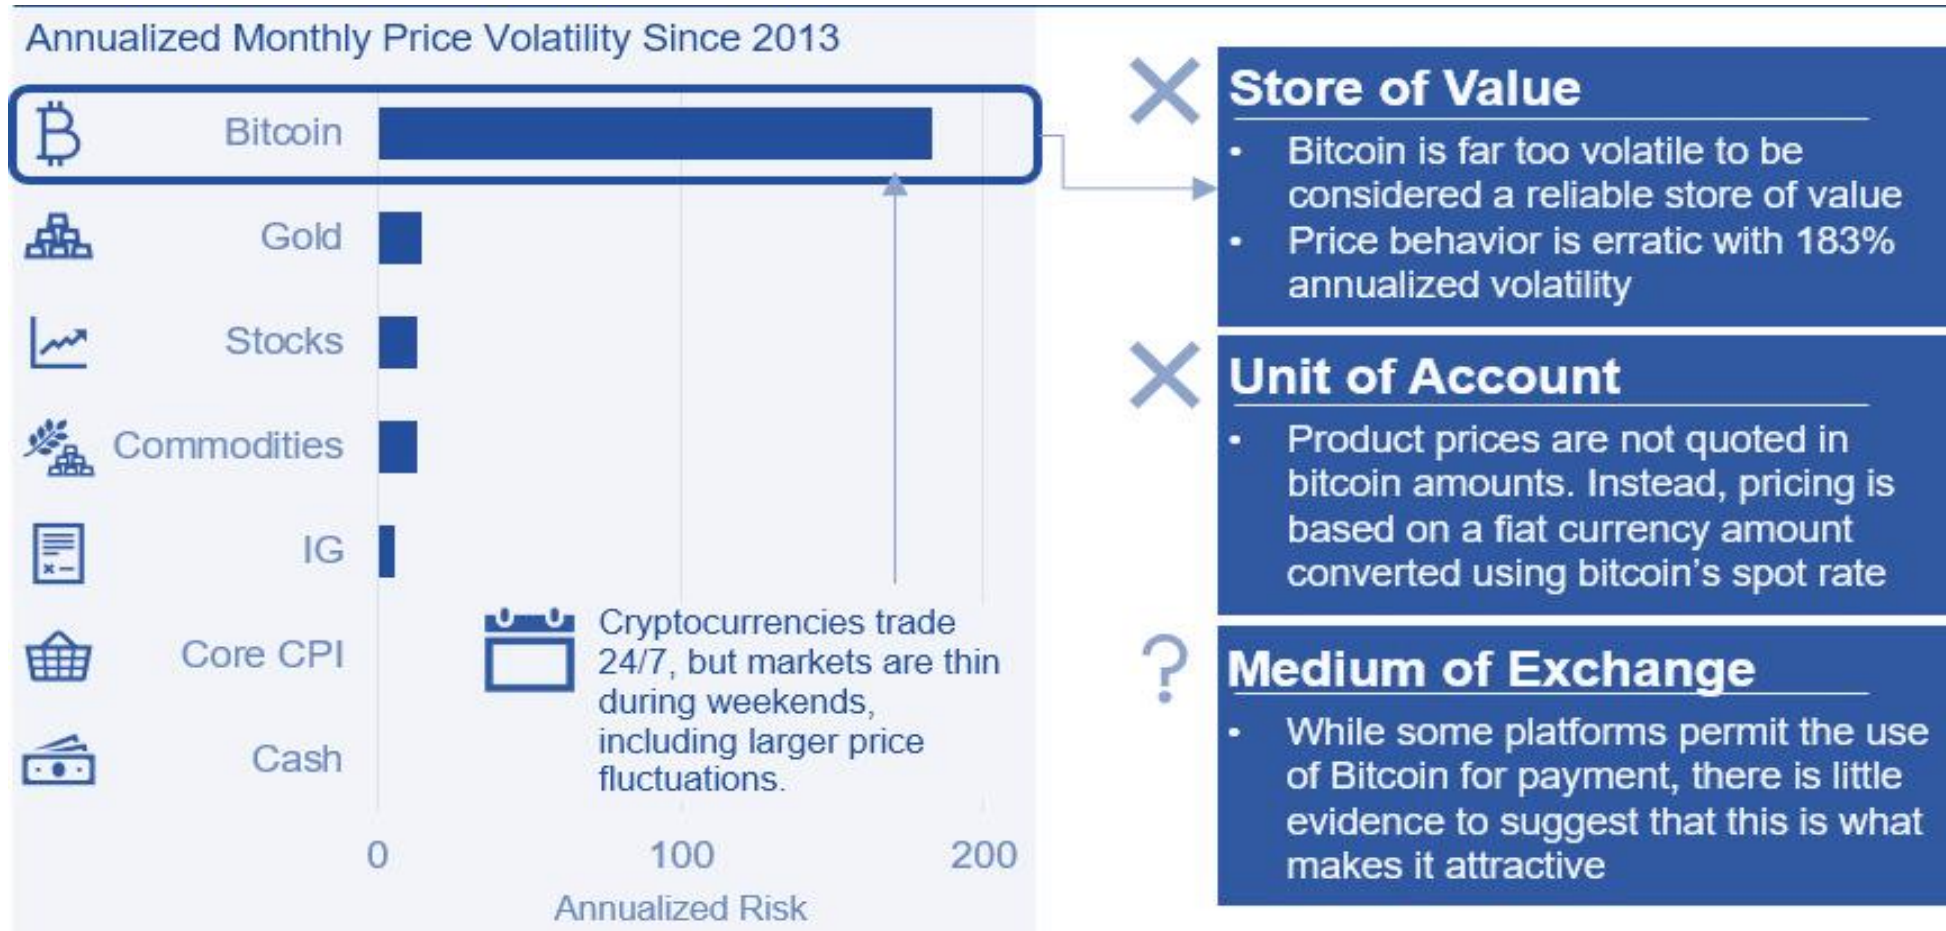 Annualized Monthly Price Volatility Since 2013
Bitcoin
Gold
Stocks
Commodities
IG
Core CPI
Cash
Cryptocurrencies trade
24/7, but markets are thin
during weekends,
including larger price
fluctuations.
0 100 200
Annualized Risk
Store of Value
• Bitcoin is far too volatile to be
considered a reliable store of value
• Price behavior is erratic with 183%
annualized volatility
Unit of Account
• Product prices are not quoted in
bitcoin amounts. Instead, pricing is
based on a fiat currency amount
converted using bitcoin's spot rate
?
Medium of Exchange
• While some platforms permit the use
of Bitcoin for payment, there is little
evidence to suggest that this is what
makes it attractive